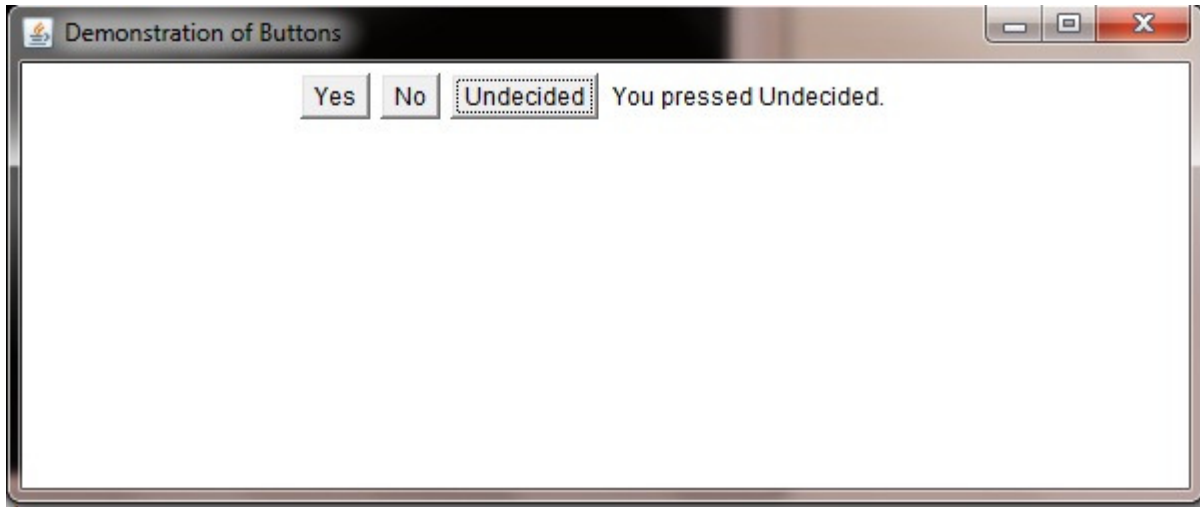 Demonstration of Buttons
Yes No Undecided You pressed Undecided.